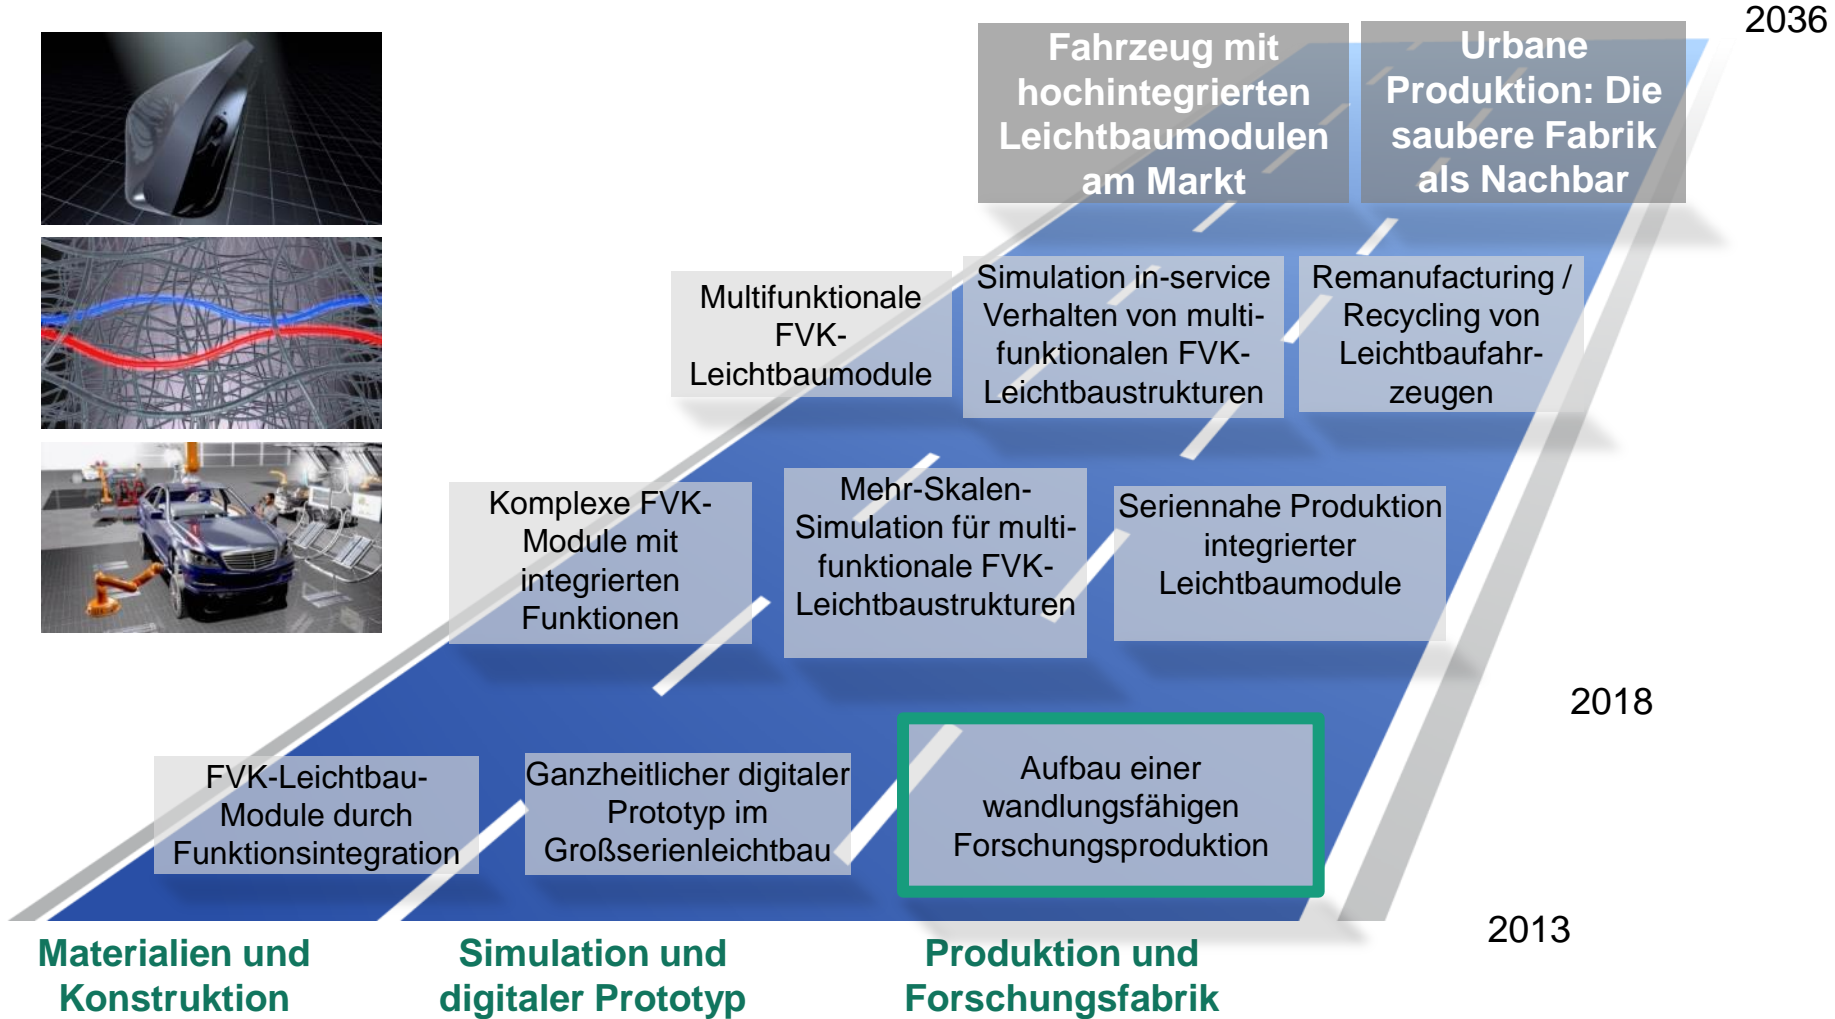 2036
Fahrzeug mit
hochintegrierten
Leichtbaumodulen
am Markt
Urbane
Produktion: Die
saubere Fabrik
als Nachbar
Multifunktionale
FVK-
Leichtbaumodule
Simulation in-service
Verhalten von multi-
funktionalen FVK-
Leichtbaustrukturen
Remanufacturing /
Recycling von
Leichtbaufahr-
zeugen
Komplexe FVK-
Module mit
integrierten
Funktionen
Mehr-Skalen-
Simulation für multi-
funktionale FVK-
Leichtbaustrukturen
Seriennahe Produktion
integrierter
Leichtbaumodule
2018
FVK-Leichtbau-
Module durch
Funktionsintegration
Ganzheitlicher digitaler
Prototyp im
Großserienleichtbau
Aufbau einer
wandlungsfähigen
Forschungsproduktion
2013
Materialien und
Konstruktion
Simulation und
digitaler Prototyp
Produktion und
Forschungsfabrik